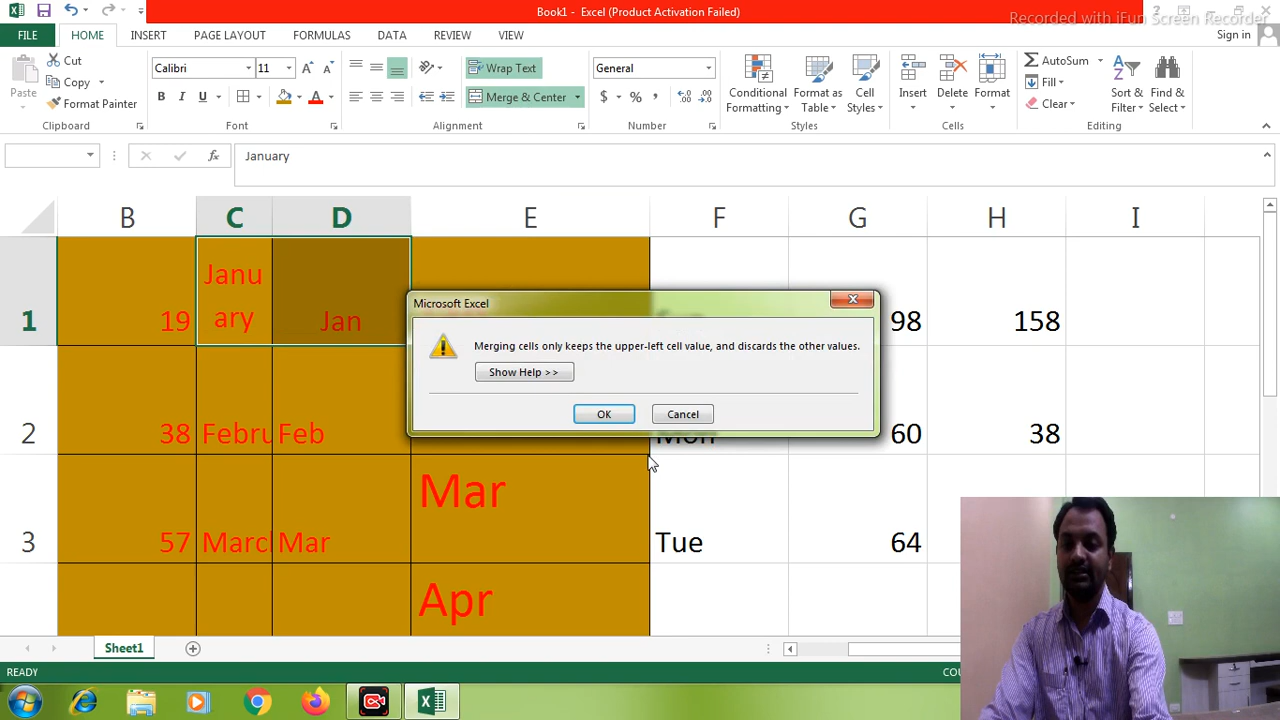 Book1 - Excel (Product Activation Failed)
Recorded with iFun Screen Recorder
FILE HOME INSERT PAGE LAYOUT FORMULAS DATA REVIEW VIEW Sign in
Paste
Cut
Copy
Format Painter
Clipboard
Calibri 11
B I U A
Font
Wrap Text
Merge & Center
Alignment
General
$ % ,
Number
Conditional Formatting
Format as Table
Cell Styles
Styles
Insert Delete Format
Cells
AutoSum
Fill
Clear
Sort & Filter
Find & Select
Editing
January
B C D E F G H I
1 19 Janu
ary Jan 98 158
2 38 Febru Feb Mon 60 38
Mar
3 57 Marcl Mar Tue 64
Apr
Microsoft Excel
Merging cells only keeps the upper-left cell value, and discards the other values.
Show Help >>
OK Cancel
Sheet1
READY